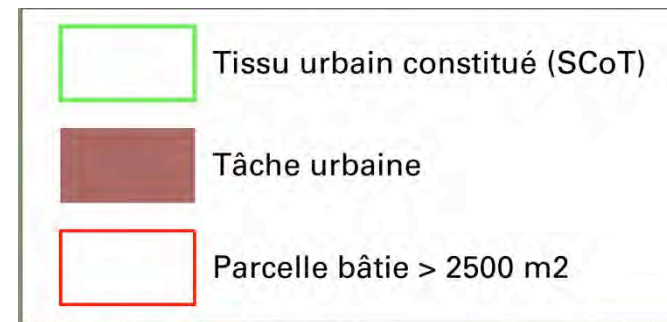 Tissu urbain constitué (SCoT)
Tâche urbaine
Parcelle bâtie > 2500 m2